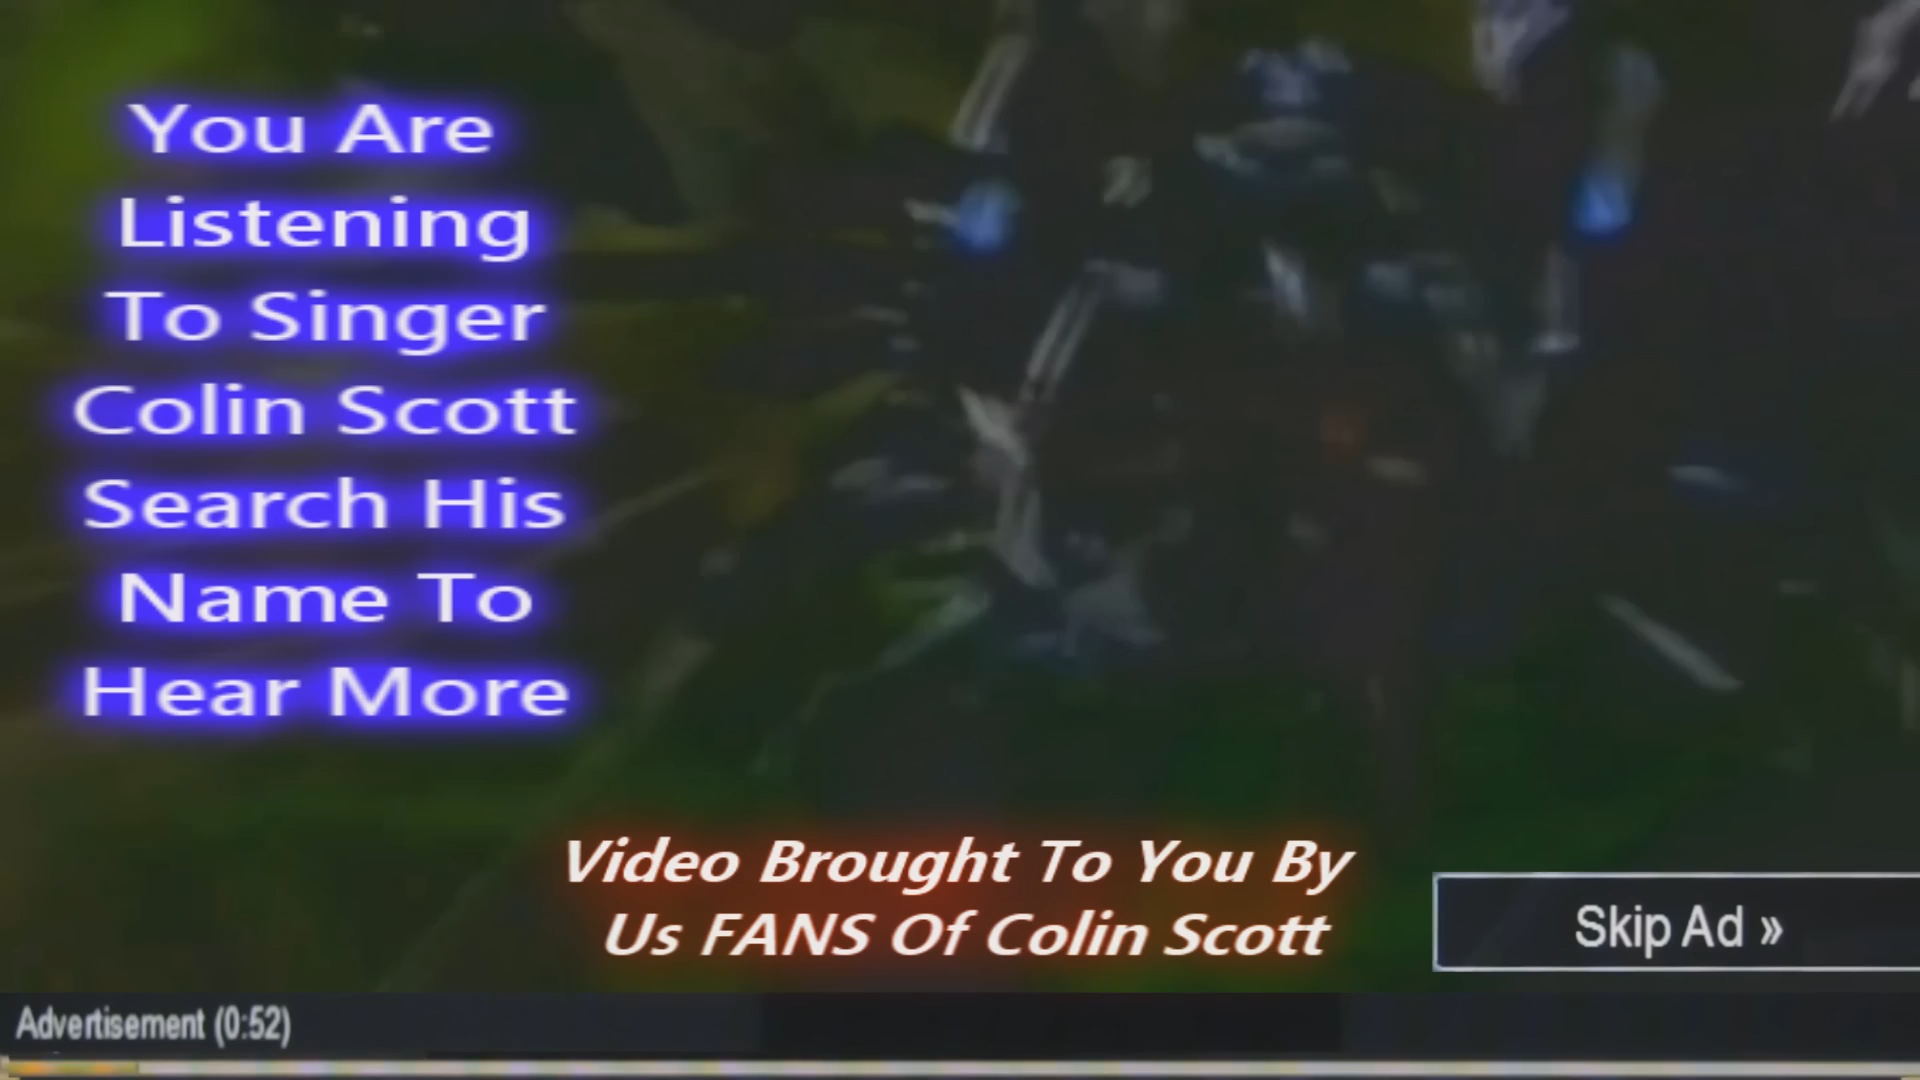 You Are
Listening
To Singer
Colin Scott
Search His
Name To
Hear More
Video Brought To You By
Us FANS Of Colin Scott
Skip Ad »
Advertisement (0:52)